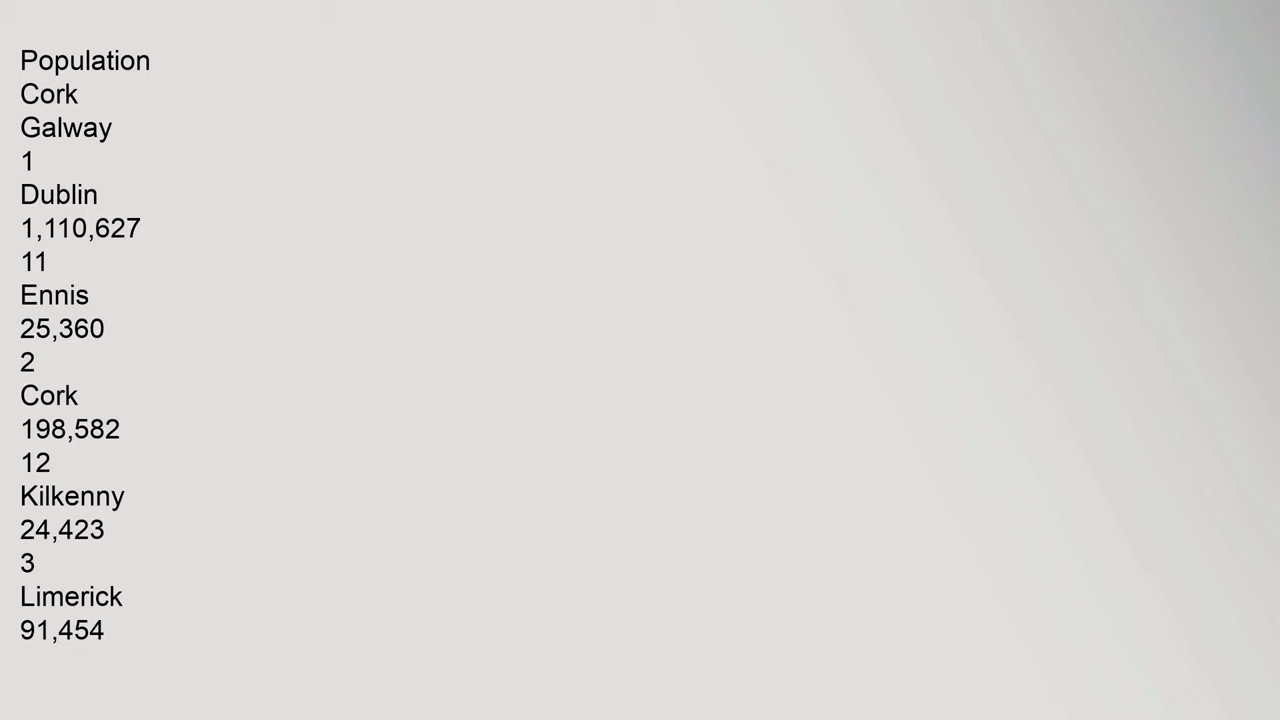 Population
Cork
Galway
1
Dublin
1,110,627
11
Ennis
25,360
2
Cork
198,582
12
Kilkenny
24,423
3
Limerick
91,454